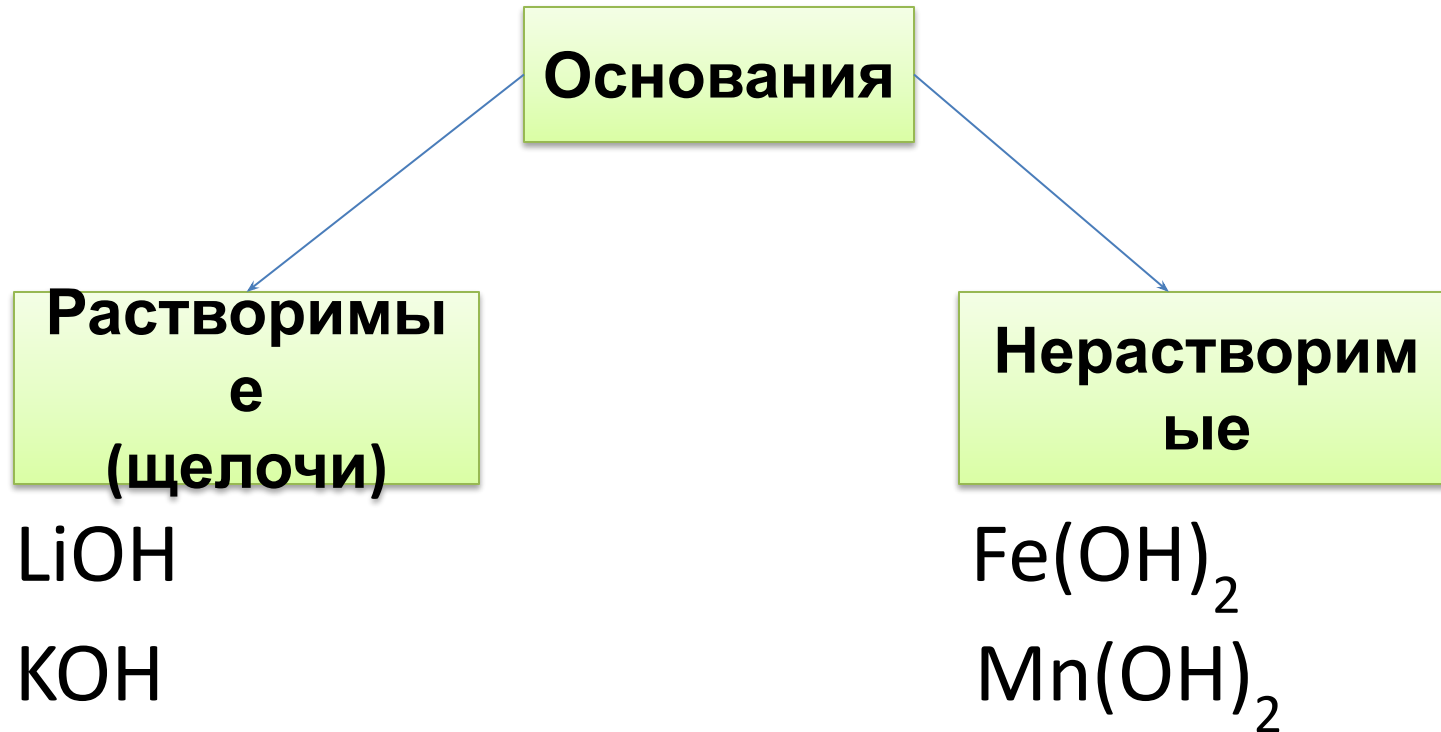 Основания
Растворимы
е
(щелочи)
Нерастворим
ые
LiOH
KOH
Fe(OH)₂
Mn(OH)₂